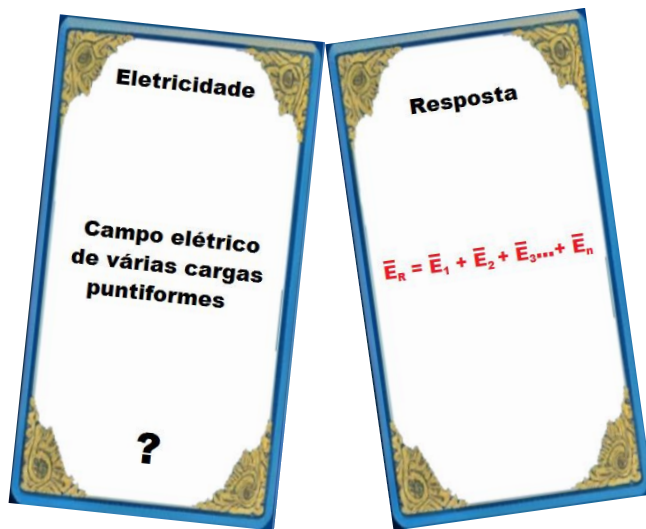 Eletricidade
Campo elétrico
de várias cargas
puntiformes
?
Resposta
E̅R = E̅1 + E̅2 + E̅3...+ E̅n